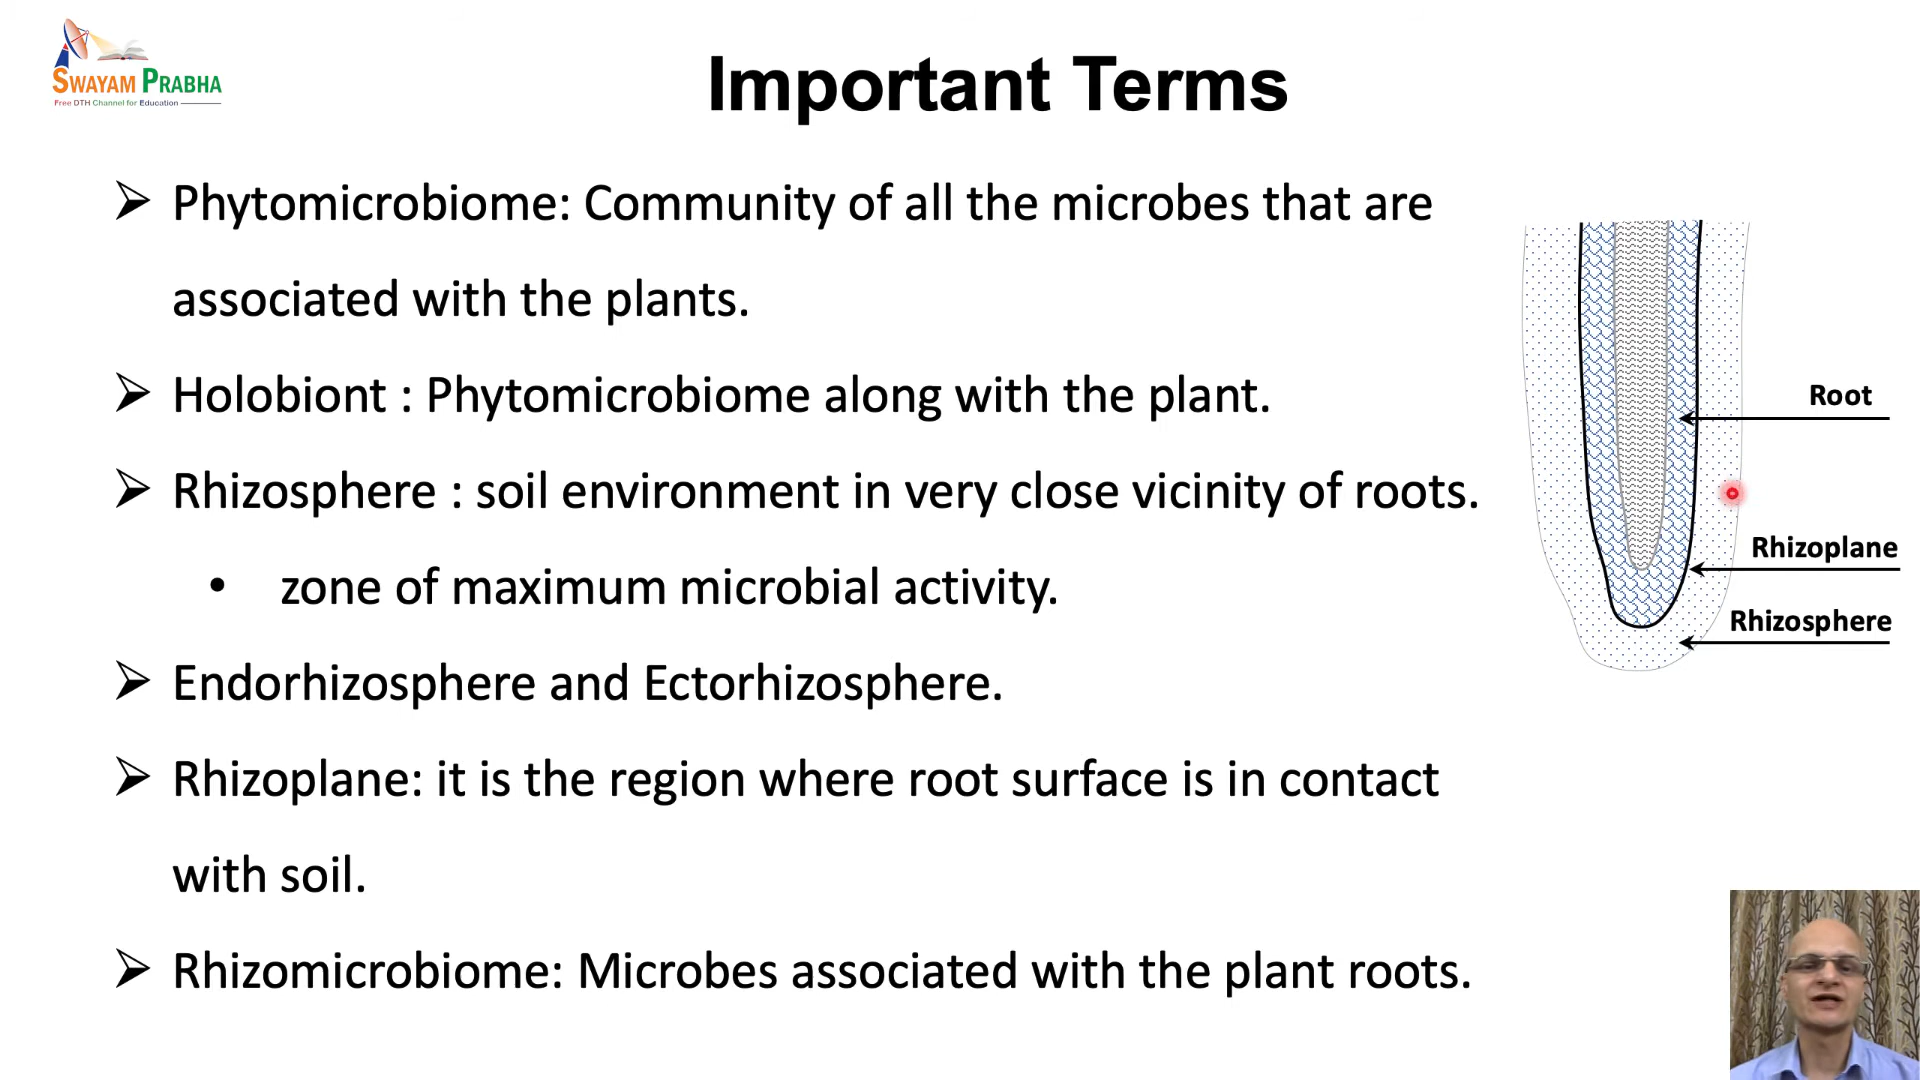 SWAYAM PRABHA
Free DTH Channel for Education
Important Terms
➢ Phytomicrobiome: Community of all the microbes that are
associated with the plants.
➢ Holobiont : Phytomicrobiome along with the plant.
➢ Rhizosphere : soil environment in very close vicinity of roots.
• zone of maximum microbial activity.
➢ Endorhizosphere and Ectorhizosphere.
➢ Rhizoplane: it is the region where root surface is in contact
with soil.
➢ Rhizomicrobiome: Microbes associated with the plant roots.
Root
Rhizoplane
Rhizosphere